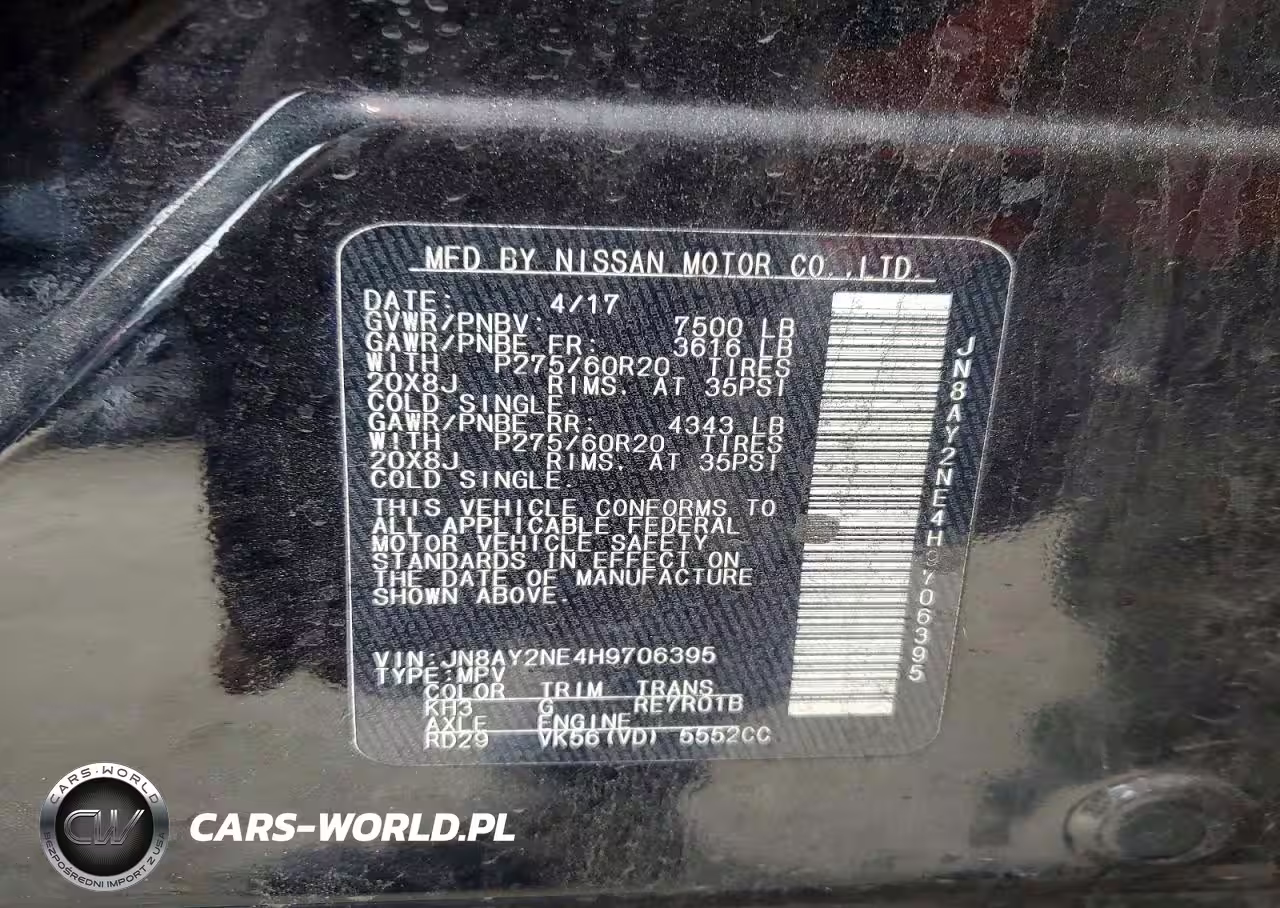 MFD BY NISSAN MOTOR CO.,LTD.
DATE: 4/17
GVWR/PNBV: 7500 LB
GAWR/PNBE FR: 3616 LB
WITH P275/60R20 TIRES
20X8J RIMS. AT 35PSI
COLD SINGLE.
GAWR/PNBE RR: 4343 LB
WITH P275/60R20 TIRES
20X8J RIMS. AT 35PSI
COLD SINGLE.
THIS VEHICLE CONFORMS TO
ALL APPLICABLE FEDERAL
MOTOR VEHICLE SAFETY
STANDARDS IN EFFECT ON
THE DATE OF MANUFACTURE
SHOWN ABOVE.
VIN:JN8AY2NE4H9706395
TYPE:MPV
COLOR TRIM TRANS
KH3 G RE7R01B
AXLE ENGINE
RD29 VK56(VD) 5552CC
JN8AY2NE4H9706395
CARS-WORLD
CW
BEZPOŚREDNI IMPORT Z USA
CARS-WORLD.PL